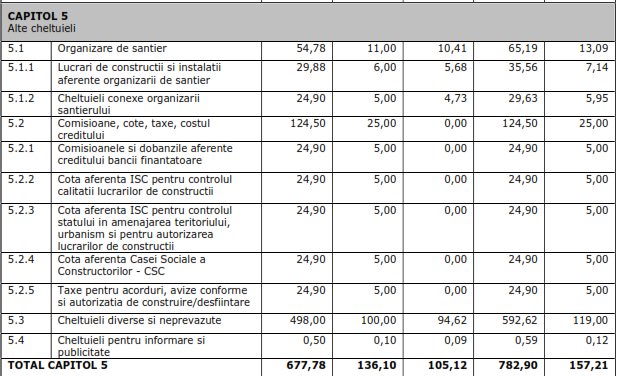 CAPITOL 5
Alte cheltuieli
5.1 Organizare de santier 54,78 11,00 10,41 65,19 13,09
5.1.1 Lucrari de constructii si instalatii 29,88 6,00 5,68 35,56 7,14
aferente organizarii de santier
5.1.2 Cheltuieli conexe organizarii 24,90 5,00 4,73 29,63 5,95
santierului
5.2 Comisioane, cote, taxe, costul 124,50 25,00 0,00 124,50 25,00
creditului
5.2.1 Comisioanele si dobanzile aferente 24,90 5,00 0,00 24,90 5,00
creditului bancii finantatoare
5.2.2 Cota aferenta ISC pentru controlul 24,90 5,00 0,00 24,90 5,00
calitatii lucrarilor de constructii
5.2.3 Cota aferenta ISC pentru controlul 24,90 5,00 0,00 24,90 5,00
statului in amenajarea teritoriului,
urbanism si pentru autorizarea
lucrarilor de constructii
5.2.4 Cota aferenta Casei Sociale a 24,90 5,00 0,00 24,90 5,00
Constructorilor - CSC
5.2.5 Taxe pentru acorduri, avize conforme 24,90 5,00 0,00 24,90 5,00
si autorizatia de construire/desfiintare
5.3 Cheltuieli diverse si neprevazute 498,00 100,00 94,62 592,62 119,00
5.4 Cheltuieli pentru informare si 0,50 0,10 0,09 0,59 0,12
publicitate
TOTAL CAPITOL 5 677,78 136,10 105,12 782,90 157,21